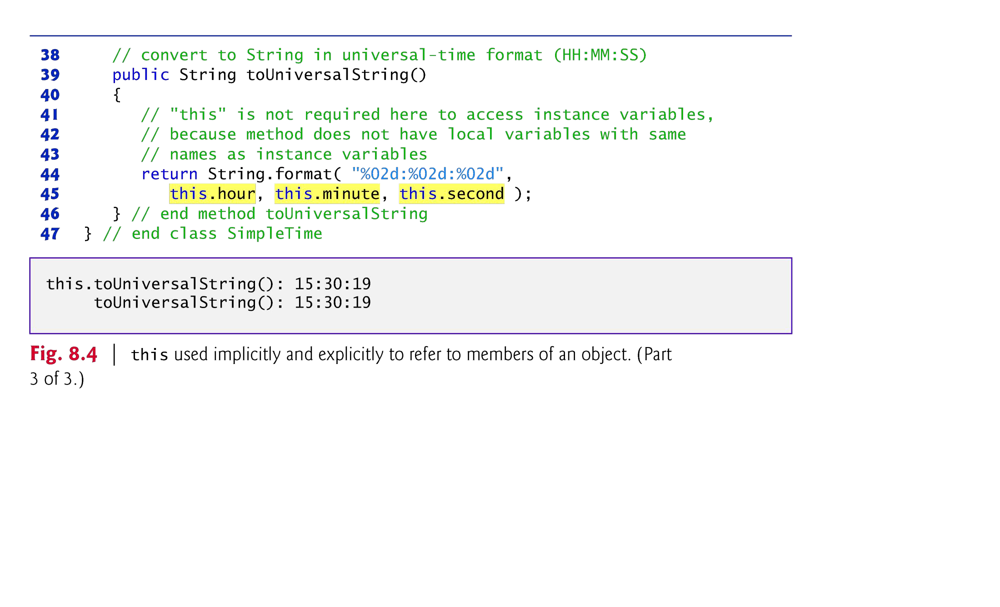 38 // convert to String in universal-time format (HH:MM:SS)
39 public String toUniversalString()
40 {
41 // "this" is not required here to access instance variables,
42 // because method does not have local variables with same
43 // names as instance variables
44 return String.format( "%02d:%02d:%02d",
45 this.hour, this.minute, this.second );
46 } // end method toUniversalString
47 } // end class SimpleTime
this.toUniversalString(): 15:30:19
toUniversalString(): 15:30:19
Fig. 8.4 | this used implicitly and explicitly to refer to members of an object. (Part
3 of 3.)